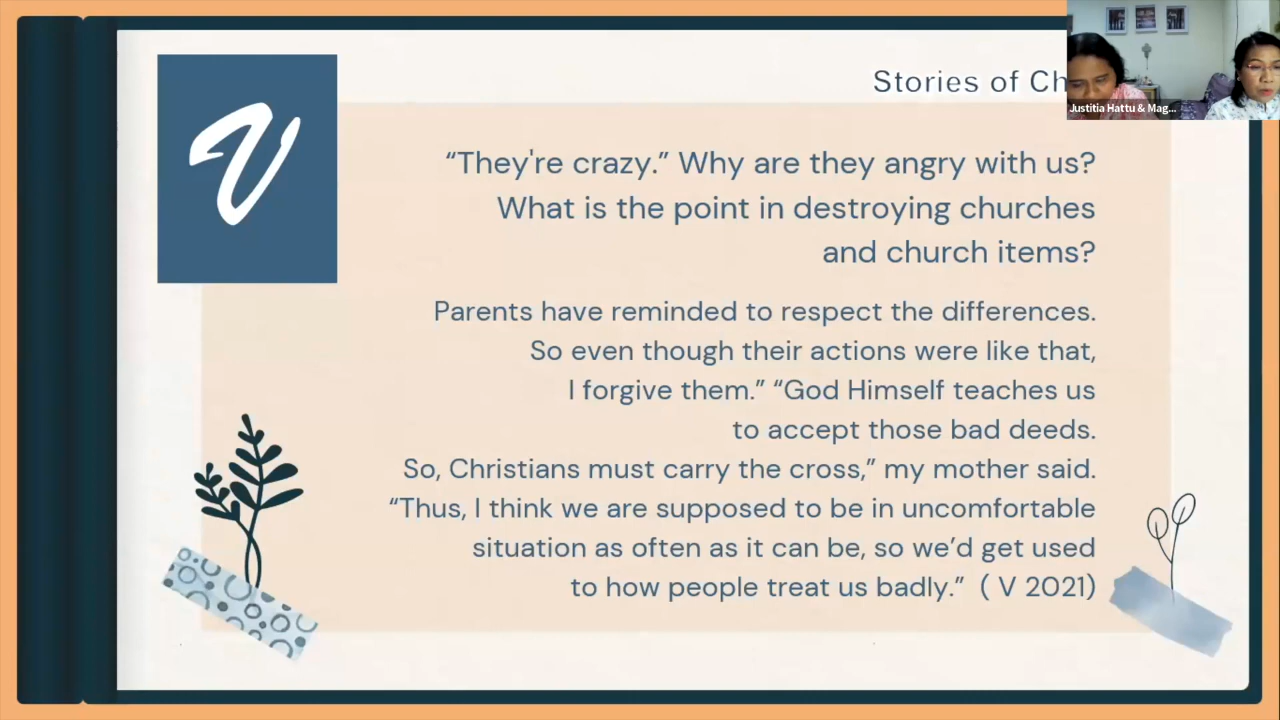 Stories of Ch
Justitia Hattu & Mag...
V
“They're crazy.” Why are they angry with us?
What is the point in destroying churches
and church items?
Parents have reminded to respect the differences.
So even though their actions were like that,
I forgive them.” “God Himself teaches us
to accept those bad deeds.
So, Christians must carry the cross,” my mother said.
“Thus, I think we are supposed to be in uncomfortable
situation as often as it can be, so we’d get used
to how people treat us badly.” ( V 2021)